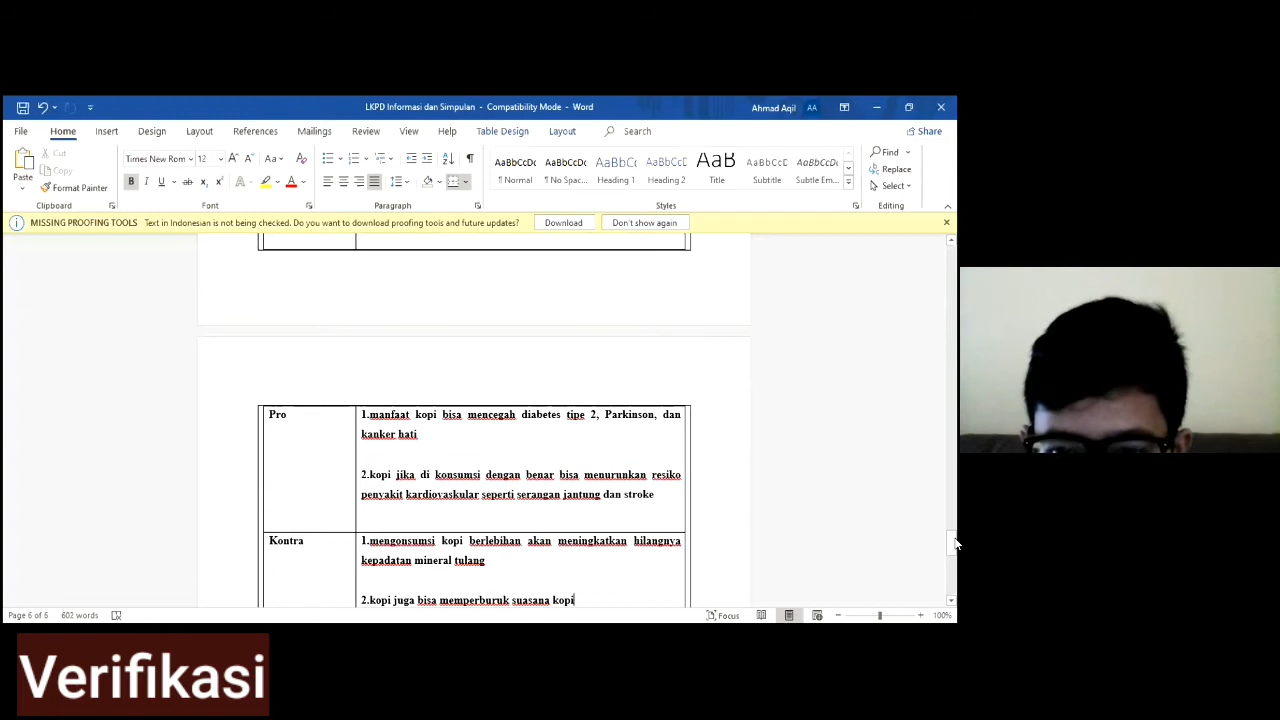 LKPD Informasi dan Simpulan - Compatibility Mode - Word
Ahmad Aqil AA
File Home Insert Design Layout References Mailings Review View Help Table Design Layout Search Share
Paste
Cut
Copy
Format Painter
Clipboard
Times New Rom 12
Font
Paragraph
AaBbCcDc AaBbCcDc AaBbCcD AaBbCcD AaB AaBbCcD AaBbCcDc
¶ Normal ¶ No Spac... Heading 1 Heading 2 Title Subtitle Subtle Em...
Styles
Find
Replace
Select
Editing
MISSING PROOFING TOOLS Text in Indonesian is not being checked. Do you want to download proofing tools and future updates? Download Don't show again
Pro
1.manfaat kopi bisa mencegah diabetes tipe 2, Parkinson, dan
kanker hati
2.kopi jika di konsumsi dengan benar bisa menurunkan resiko
penyakit kardiovaskular seperti serangan jantung dan stroke
Kontra
1.mengonsumsi kopi berlebihan akan meningkatkan hilangnya
kepadatan mineral tulang
2.kopi juga bisa memperburuk suasana kopi
Page 6 of 6 602 words Focus 100%
Verifikasi